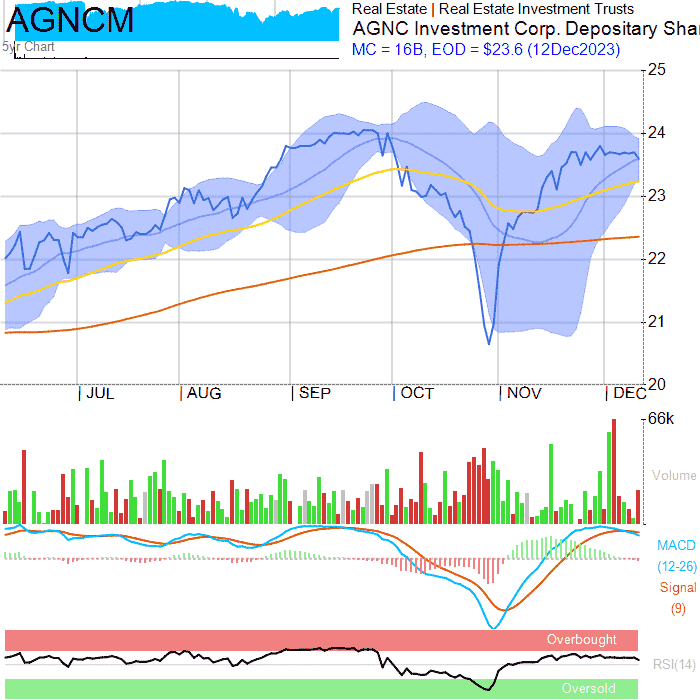 AGNCM
5yr Chart
Real Estate | Real Estate Investment Trusts
AGNC Investment Corp. Depositary Shar
MC = 16B, EOD = $23.6 (12Dec2023)
25
24
23
22
21
20
| JUL | AUG | SEP | OCT | NOV | DEC
66k
Volume
MACD
(12-26)
Signal
(9)
Overbought
RSI(14)
Oversold